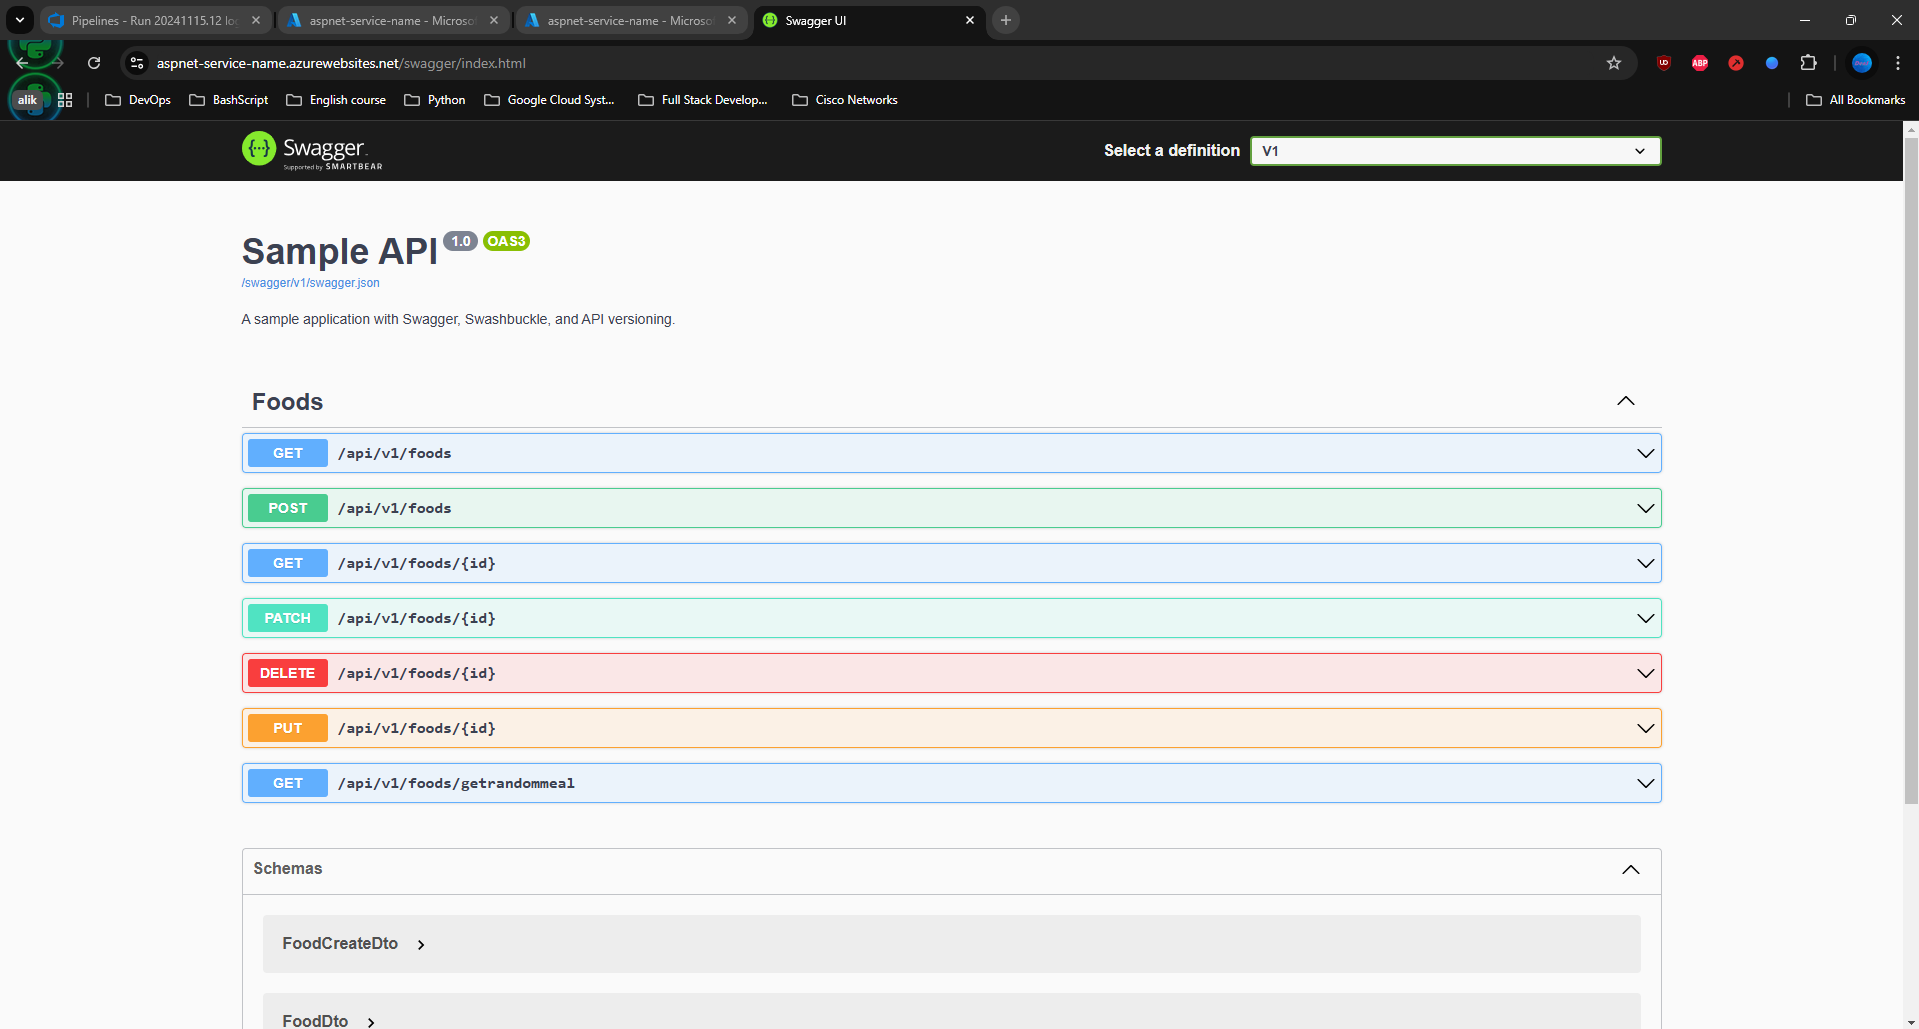 Pipelines - Run 20241115.12 lo
aspnet-service-name - Microso
aspnet-service-name - Microso
Swagger UI
aspnet-service-name.azurewebsites.net/swagger/index.html
UD
ABP
alik
DevOps
BashScript
English course
Python
Google Cloud Syst...
Full Stack Develop...
Cisco Networks
All Bookmarks
{···} Swagger
Supported by SMARTBEAR
Select a definition
V1
Sample API 1.0 OAS3
/swagger/v1/swagger.json
A sample application with Swagger, Swashbuckle, and API versioning.
Foods
GET /api/v1/foods
POST /api/v1/foods
GET /api/v1/foods/{id}
PATCH /api/v1/foods/{id}
DELETE /api/v1/foods/{id}
PUT /api/v1/foods/{id}
GET /api/v1/foods/getrandommeal
Schemas
FoodCreateDto
FoodDto